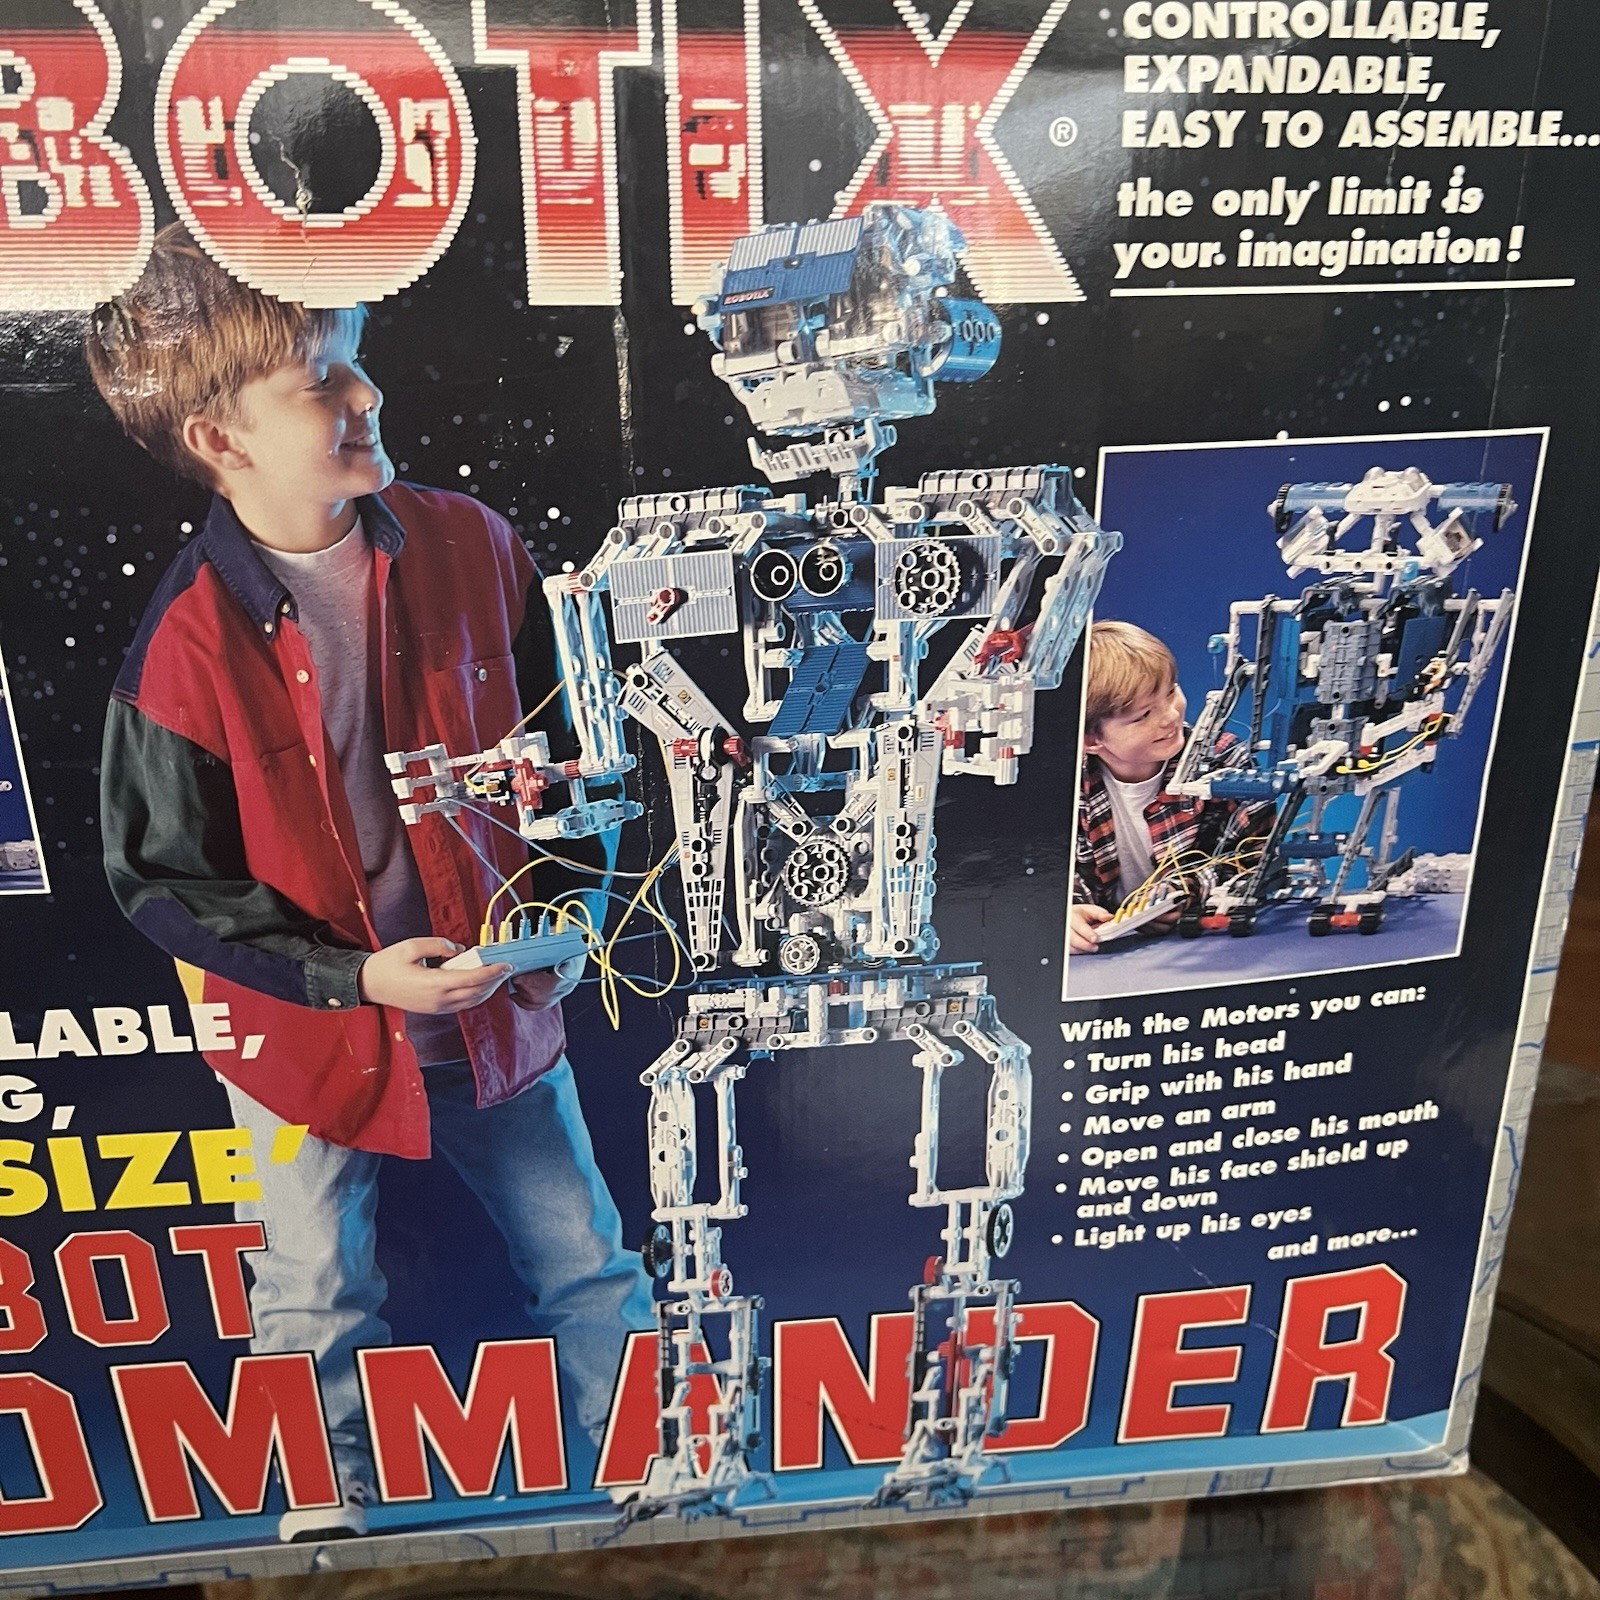 BOTIX®
CONTROLLABLE,
EXPANDABLE,
EASY TO ASSEMBLE...
the only limit is
your imagination!
ROBOTIX
LABLE,
G,
SIZE'
BOT
OMMANDER
With the Motors you can:
• Turn his head
• Grip with his hand
• Move an arm
• Open and close his mouth
• Move his face shield up
and down
• Light up his eyes
and more...